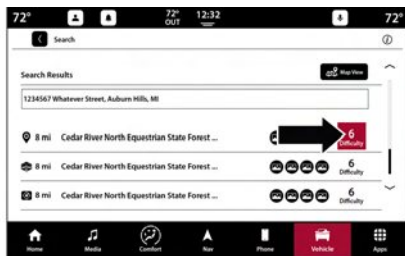 72°
72°
OUT
12:32
72°
Search
Search Results
Map View
1234567 Whatever Street, Auburn Hills, MI
8 mi Cedar River North Equestrian State Forest ...
6
Difficulty
8 mi Cedar River North Equestrian State Forest ...
6
Difficulty
8 mi Cedar River North Equestrian State Forest ...
6
Difficulty
Home Media Comfort Nav Phone Vehicle Apps